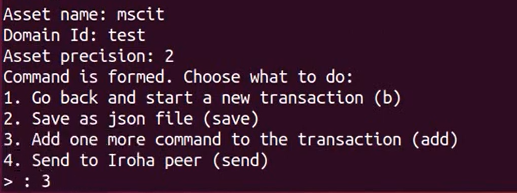 Asset name: mscit
Domain Id: test
Asset precision: 2
Command is formed. Choose what to do:
1. Go back and start a new transaction (b)
2. Save as json file (save)
3. Add one more command to the transaction (add)
4. Send to Iroha peer (send)
> : 3